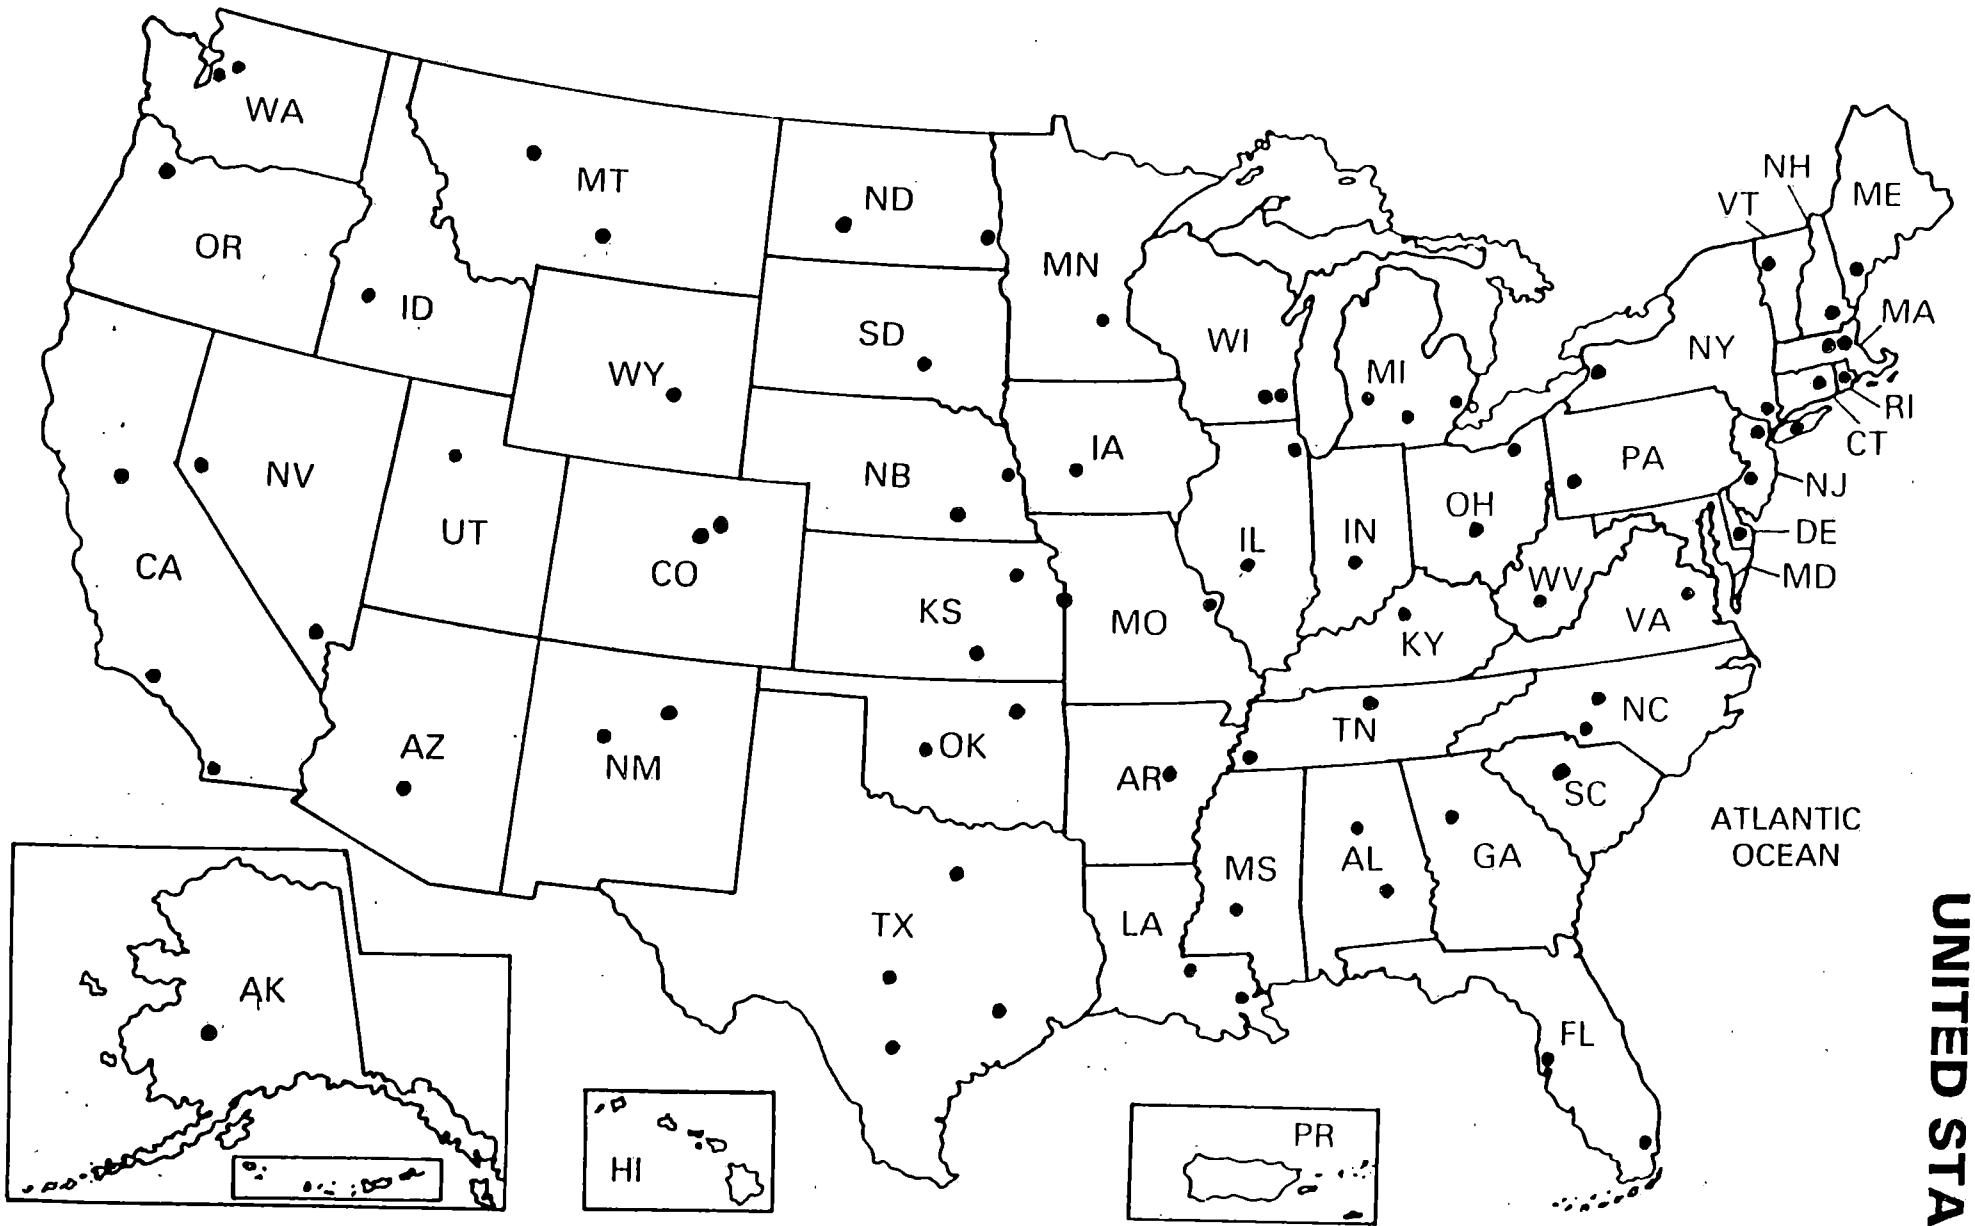 WA
MT
ND
MN
OR
ID
SD
WI
MI
NH
VT
ME
NY
MA
RI
CT
WY
NV
UT
NB
IA
PA
NJ
CA
CO
IL
IN
OH
DE
MD
KS
MO
WV
VA
KY
AZ
NM
OK
AR
TN
NC
SC
ATLANTIC
OCEAN
MS
AL
GA
TX
LA
AK
FL
HI
PR
UNITED STA